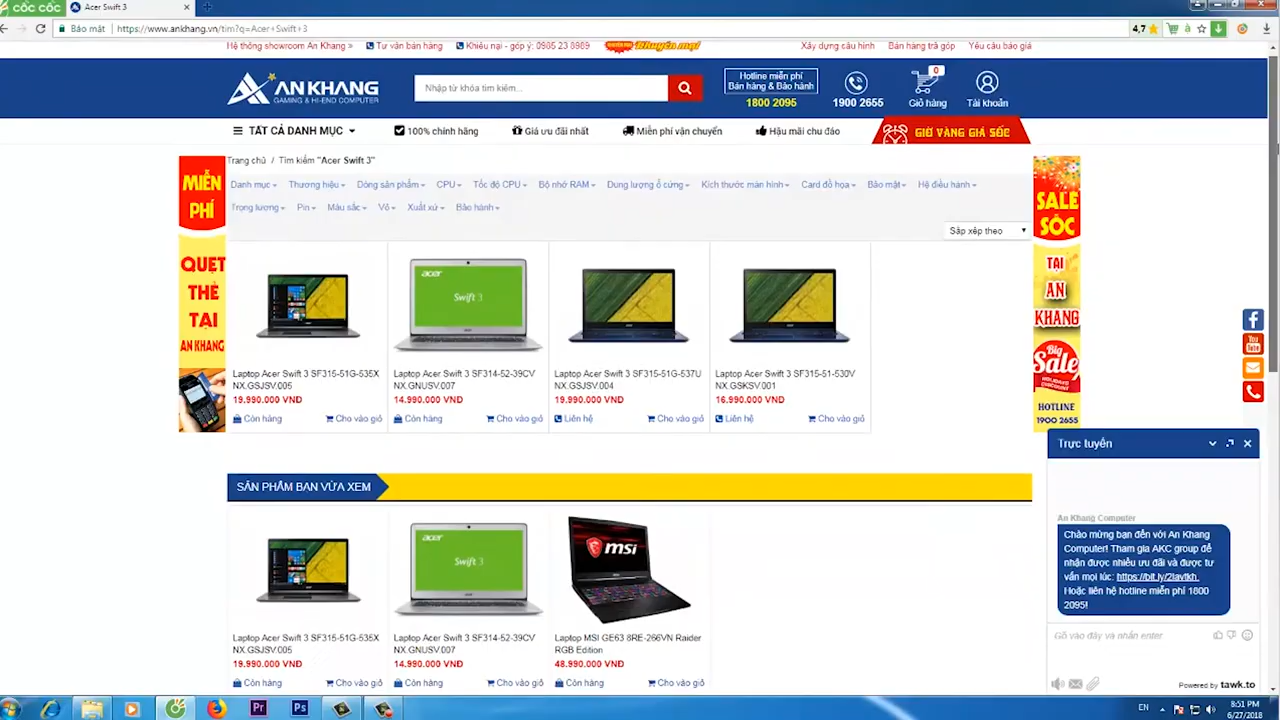 CỐC CỐC
Acer Swift 3
Bảo mật
https://www.ankhang.vn/tim?q=Acer+Swift+3
4,7
Hệ thống showroom An Khang »
Tư vấn bán hàng
Khiếu nại - góp ý: 0985 23 8989
Khuyến mại
Xây dựng cấu hình
Bán hàng trả góp
Yêu cầu báo giá
AN KHANG
GAMING & HI-END COMPUTER
Nhập từ khóa tìm kiếm...
Hotline miễn phí
Bán hàng & Bảo hành
1800 2095
1900 2655
0
Giỏ hàng
Tài khoản
TẤT CẢ DANH MỤC
100% chính hãng
Giá ưu đãi nhất
Miễn phí vận chuyển
Hậu mãi chu đáo
GIỜ VÀNG GIÁ SỐC
Trang chủ / Tìm kiếm "Acer Swift 3"
Danh mục
Thương hiệu
Dòng sản phẩm
CPU
Tốc độ CPU
Bộ nhớ RAM
Dung lượng ổ cứng
Kích thước màn hình
Card đồ họa
Bảo mật
Hệ điều hành
Trọng lượng
Pin
Màu sắc
Vỏ
Xuất xứ
Bảo hành
Sắp xếp theo
MIỄN
PHÍ
QUẸT
THẺ
TẠI
AN KHANG
SALE
SỐC
TẠI
AN
KHANG
Big
Sale
HOLIDAYS
DISCOUNT
HOTLINE
1900 2655
acer
Swift 3
Laptop Acer Swift 3 SF315-51G-535X
NX.GSJSV.005
19.990.000 VND
Còn hàng
Cho vào giỏ
Laptop Acer Swift 3 SF314-52-39CV
NX.GNUSV.007
14.990.000 VND
Còn hàng
Cho vào giỏ
Laptop Acer Swift 3 SF315-51G-537U
NX.GSJSV.004
19.990.000 VND
Liên hệ
Cho vào giỏ
Laptop Acer Swift 3 SF315-51-530V
NX.GSKSV.001
16.990.000 VND
Liên hệ
Cho vào giỏ
SẢN PHẨM BẠN VỪA XEM
acer
Swift 3
msi
Laptop Acer Swift 3 SF315-51G-535X
NX.GSJSV.005
19.990.000 VND
Còn hàng
Cho vào giỏ
Laptop Acer Swift 3 SF314-52-39CV
NX.GNUSV.007
14.990.000 VND
Còn hàng
Cho vào giỏ
Laptop MSI GE63 8RE-266VN Raider
RGB Edition
48.990.000 VND
Còn hàng
Cho vào giỏ
You
Tube
Trực tuyến
An Khang Computer
Chào mừng bạn đến với An Khang
Computer! Tham gia AKC group để
nhận được nhiều ưu đãi và được tư
vấn mọi lúc: https://bit.ly/2Iavtkh.
Hoặc liên hệ hotline miễn phí 1800
2095!
Gõ vào đây và nhấn enter
Powered by tawk.to
Pr
Ps
EN
8:51 PM
6/27/2018